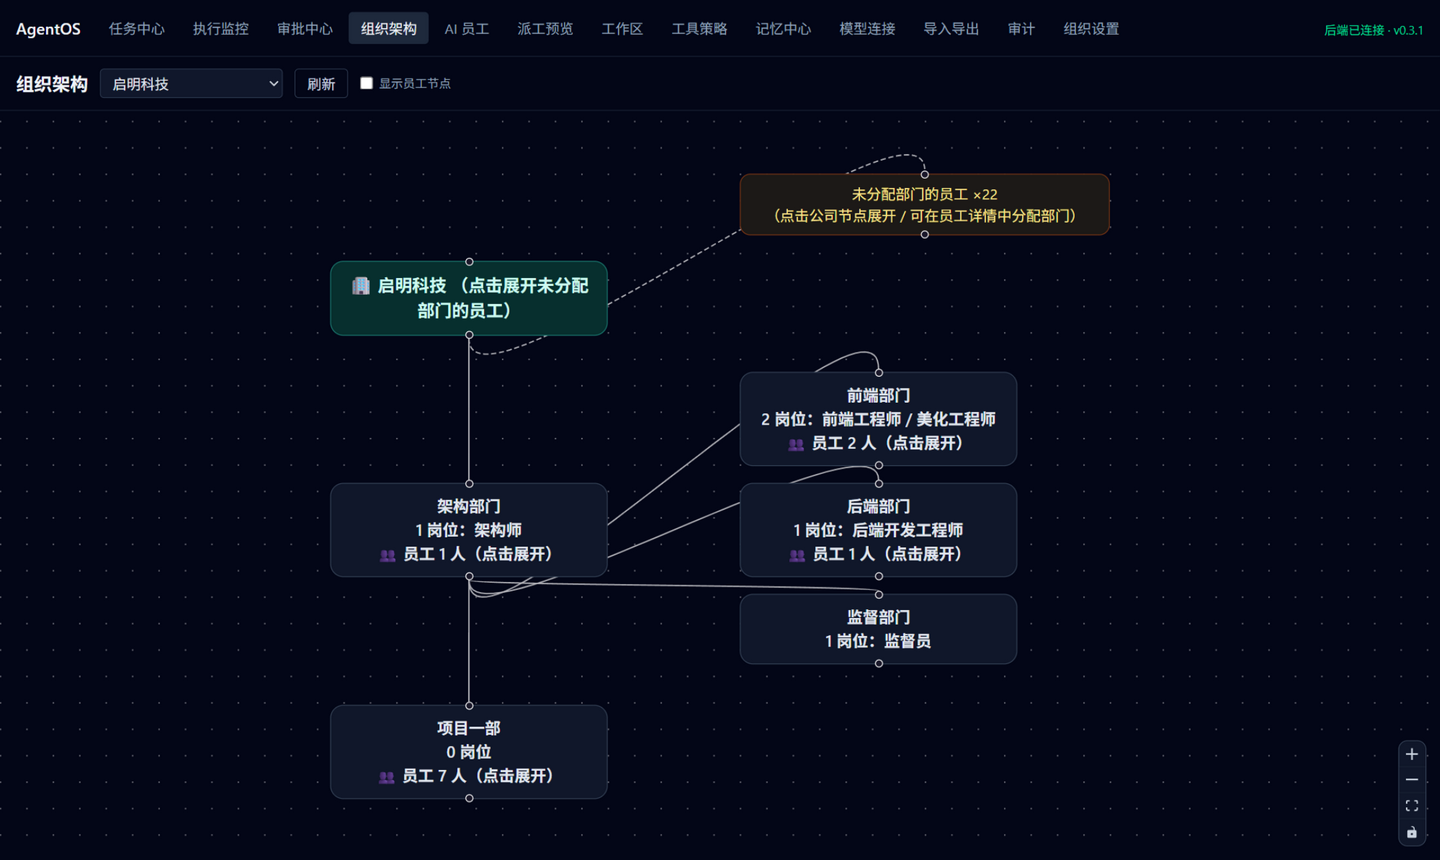 AgentOS
任务中心
执行监控
审批中心
组织架构
AI 员工
派工预览
工作区
工具策略
记忆中心
模型连接
导入导出
审计
组织设置
后端已连接 · v0.3.1
组织架构
启明科技
刷新
显示员工节点
未分配部门的员工 ×22
（点击公司节点展开 / 可在员工详情中分配部门）
🏢 启明科技 （点击展开未分配
部门的员工）
前端部门
2 岗位：前端工程师 / 美化工程师
👥 员工 2 人（点击展开）
架构部门
1 岗位：架构师
👥 员工 1 人（点击展开）
后端部门
1 岗位：后端开发工程师
👥 员工 1 人（点击展开）
监督部门
1 岗位：监督员
项目一部
0 岗位
👥 员工 7 人（点击展开）